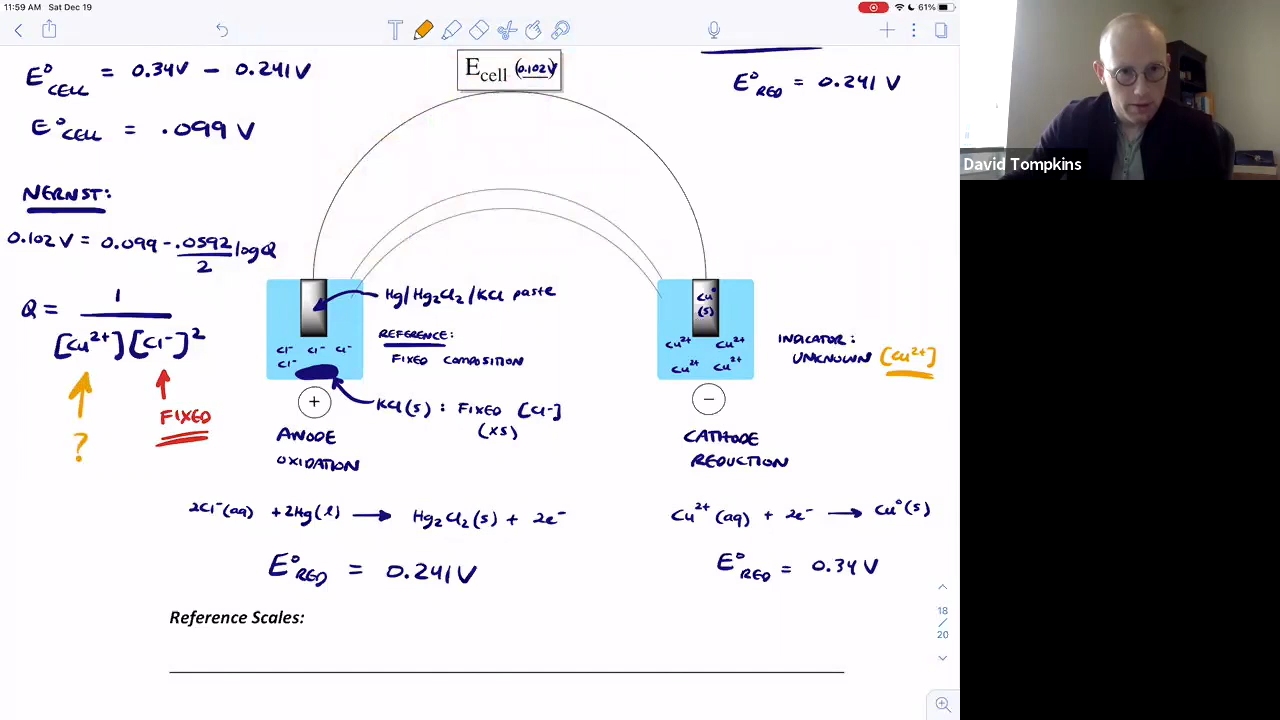 11:59 AM Sat Dec 19
61%
E°CELL = 0.34V - 0.241V
E°CELL = .099 V
Ecell (0.102V)
E°RED = 0.241 V
David Tompkins
NERNST:
0.102 V = 0.099 - .0592/2 log Q
Q = 1/[Cu²⁺][Cl⁻]²
?
FIXED
Hg/Hg₂Cl₂/KCl paste
REFERENCE:
FIXED COMPOSITION
Cl⁻ Cl⁻ Cl⁻
Cl⁻
KCl(s) : FIXED [Cl⁻]
(XS)
+
ANODE
OXIDATION
Cu°
(s)
Cu²⁺ Cu²⁺
Cu²⁺ Cu²⁺
INDICATOR:
UNKNOWN [Cu²⁺]
−
CATHODE
REDUCTION
2Cl⁻(aq) + 2Hg(l) → Hg₂Cl₂(s) + 2e⁻
E°RED = 0.241V
Cu²⁺(aq) + 2e⁻ → Cu°(s)
E°RED = 0.34 V
Reference Scales:
18
/
20